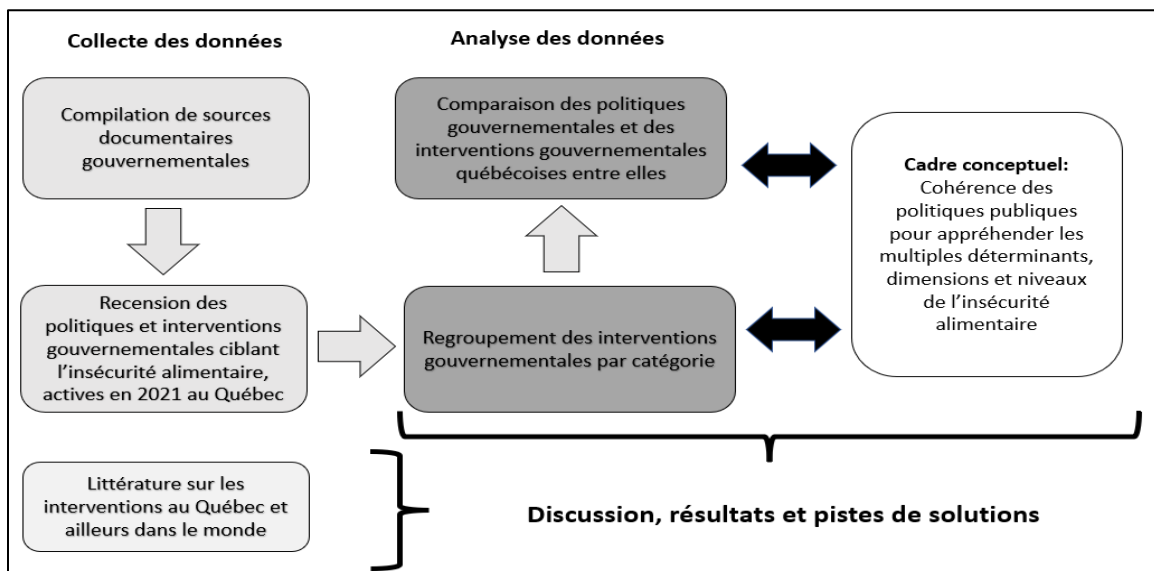 Collecte des données
Compilation de sources
documentaires
gouvernementales
Recension des
politiques et interventions
gouvernementales ciblant
l’insécurité alimentaire,
actives en 2021 au Québec
Littérature sur les
interventions au Québec et
ailleurs dans le monde
Analyse des données
Comparaison des politiques
gouvernementales et des
interventions gouvernementales
québécoises entre elles
Regroupement des interventions
gouvernementales par catégorie
Cadre conceptuel:
Cohérence des
politiques publiques
pour appréhender les
multiples déterminants,
dimensions et niveaux
de l’insécurité
alimentaire
Discussion, résultats et pistes de solutions